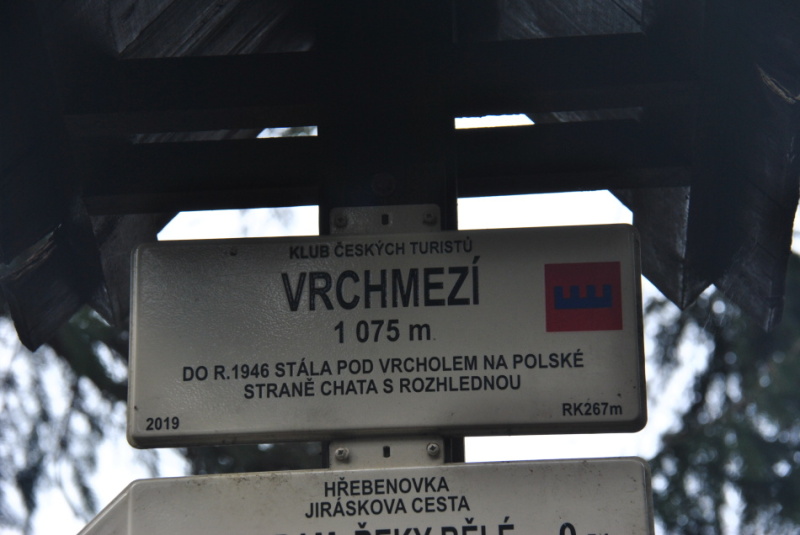 KLUB ČESKÝCH TURISTŮ
VRCHMEZÍ
1 075 m
DO R.1946 STÁLA POD VRCHOLEM NA POLSKÉ
STRANĚ CHATA S ROZHLEDNOU
2019 RK267m
HŘEBENOVKA
JIRÁSKOVA CESTA